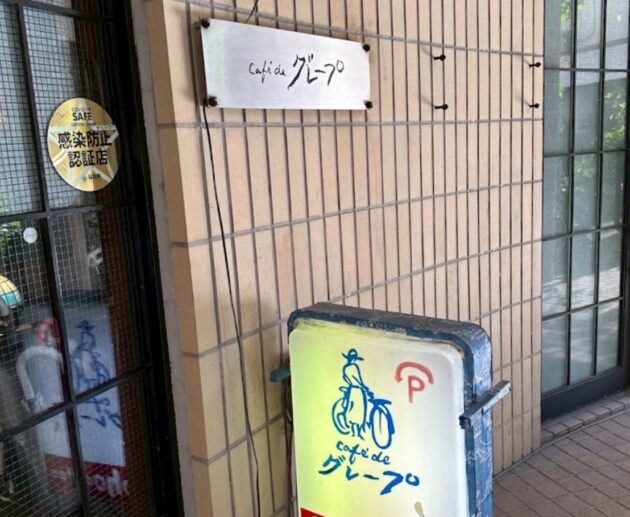 café de グレープ
SAFE
感染防止
認証店
P
café de
グレープ